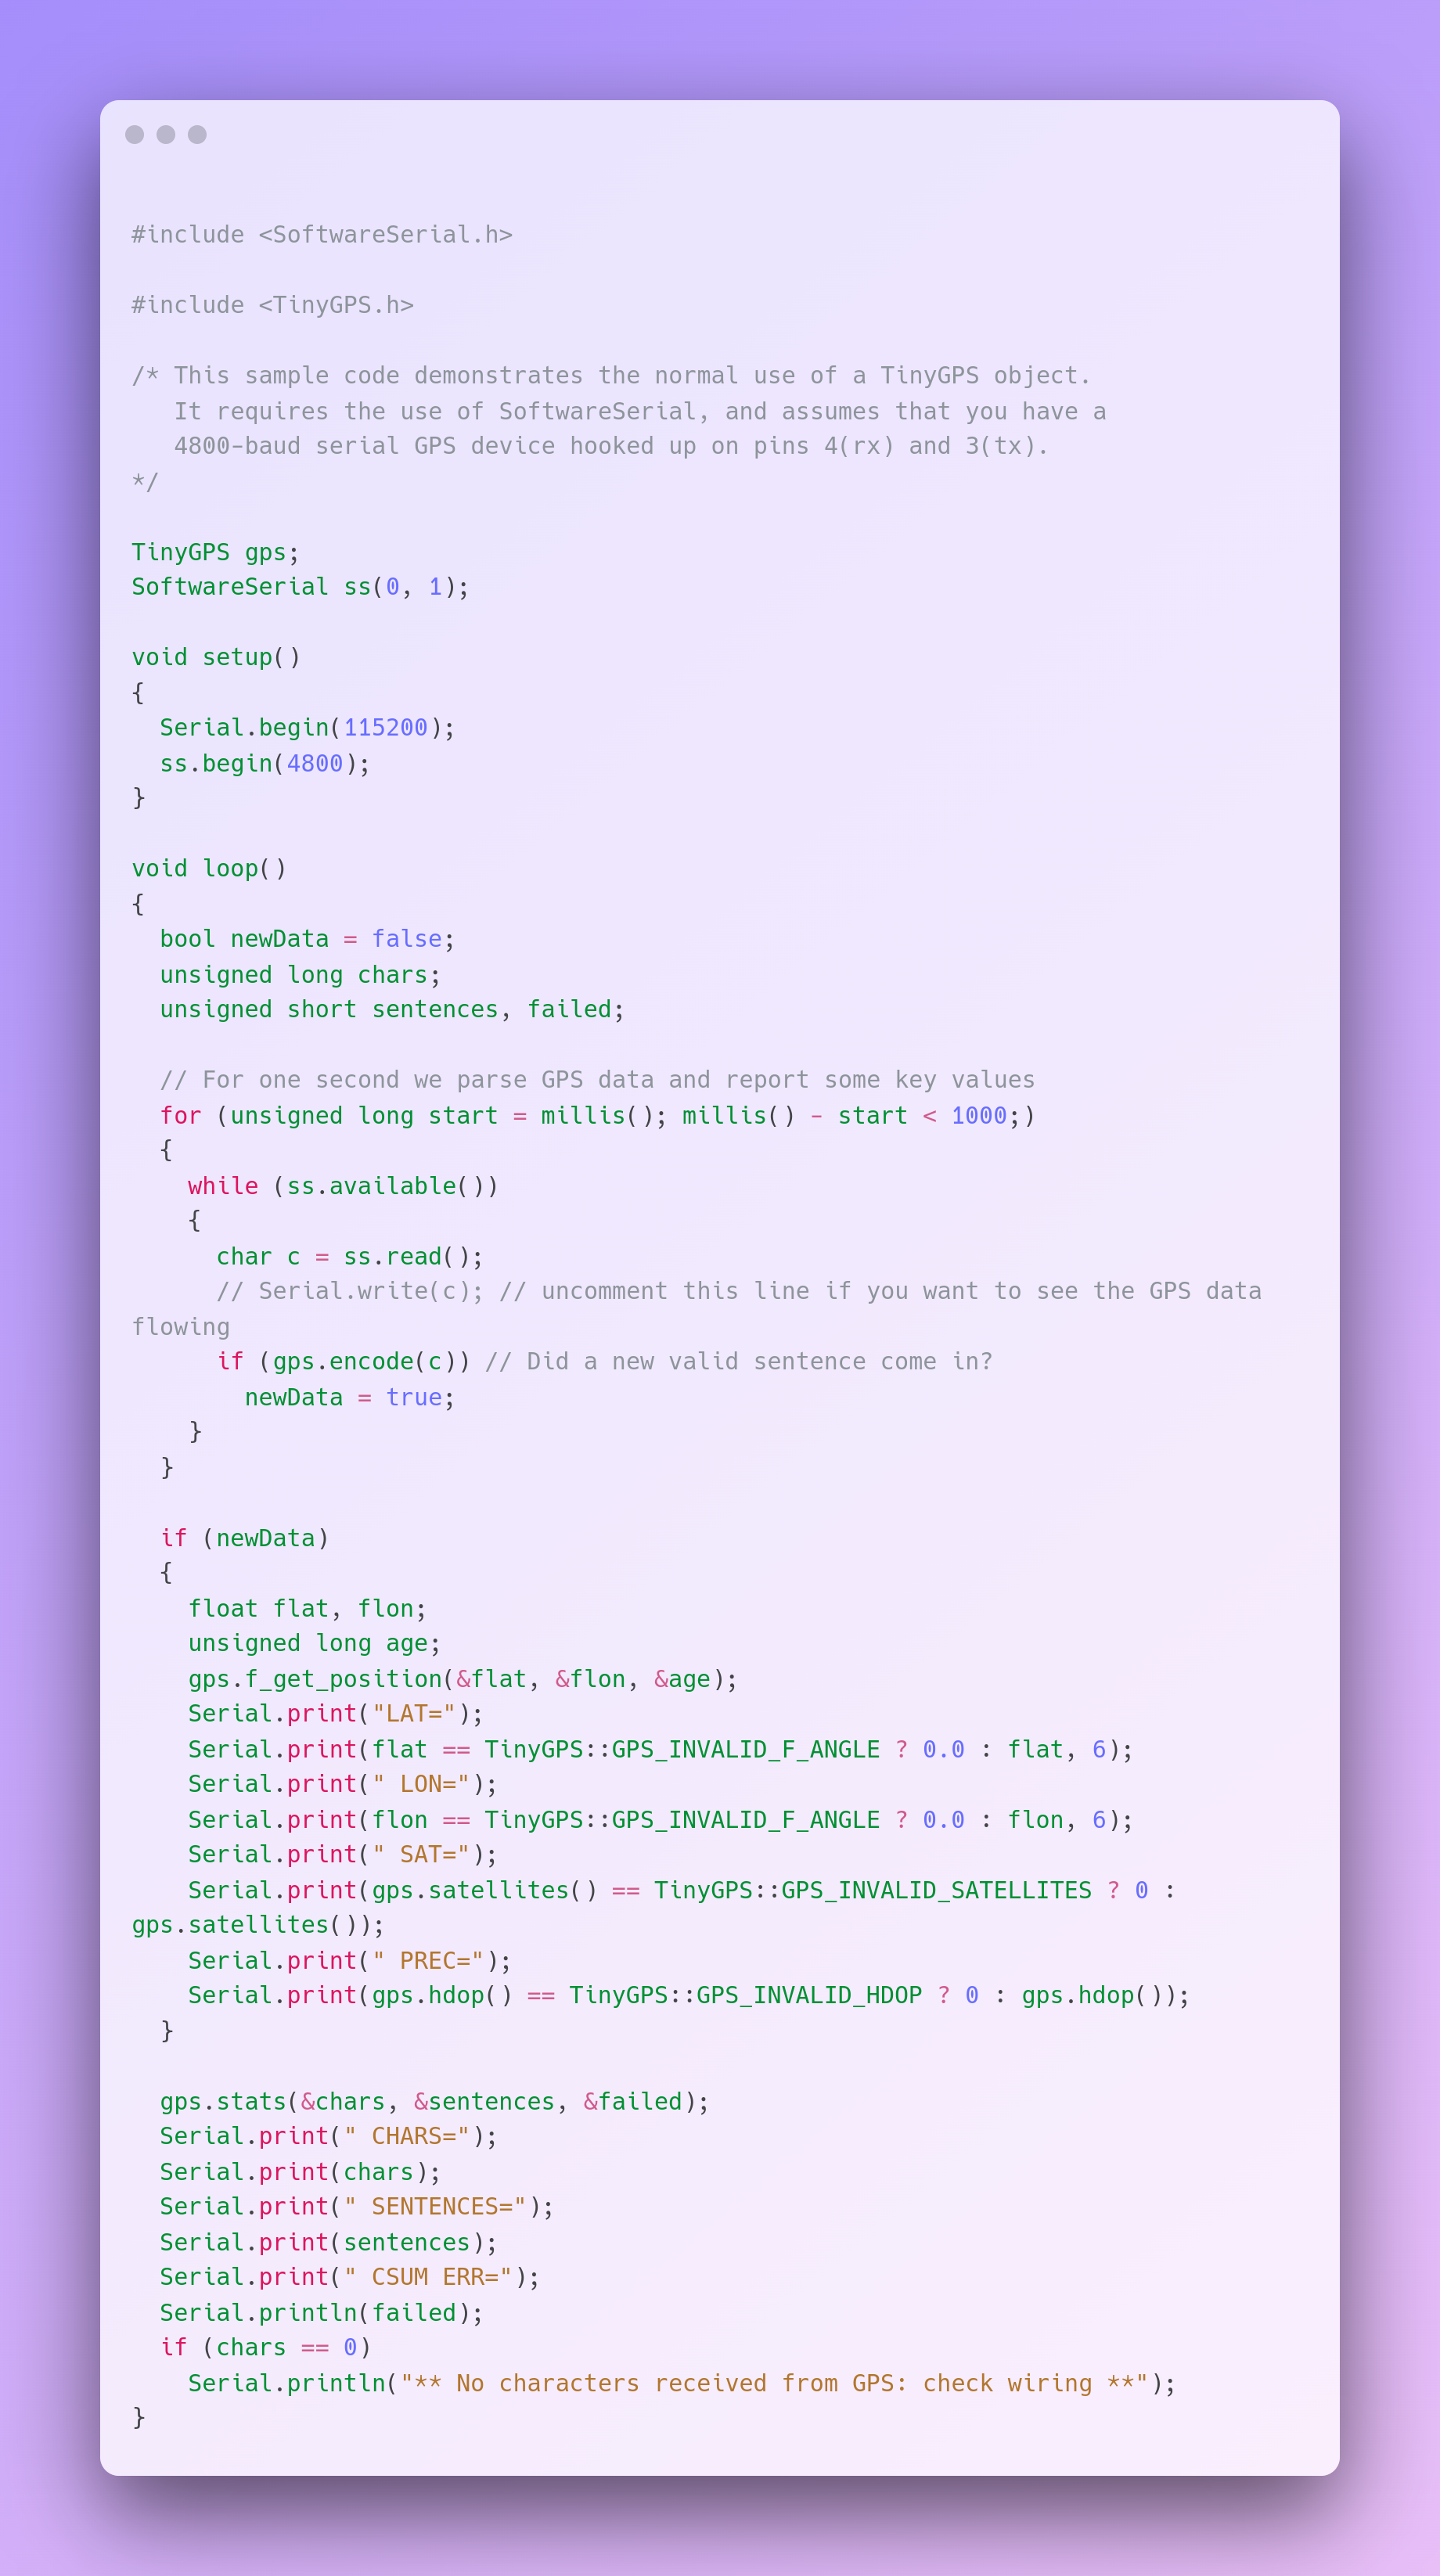 #include <SoftwareSerial.h>

#include <TinyGPS.h>

/* This sample code demonstrates the normal use of a TinyGPS object.
   It requires the use of SoftwareSerial, and assumes that you have a
   4800-baud serial GPS device hooked up on pins 4(rx) and 3(tx).
*/

TinyGPS gps;
SoftwareSerial ss(0, 1);

void setup()
{
  Serial.begin(115200);
  ss.begin(4800);
}

void loop()
{
  bool newData = false;
  unsigned long chars;
  unsigned short sentences, failed;

  // For one second we parse GPS data and report some key values
  for (unsigned long start = millis(); millis() - start < 1000;)
  {
    while (ss.available())
    {
      char c = ss.read();
      // Serial.write(c); // uncomment this line if you want to see the GPS data
flowing
      if (gps.encode(c)) // Did a new valid sentence come in?
        newData = true;
    }
  }

  if (newData)
  {
    float flat, flon;
    unsigned long age;
    gps.f_get_position(&flat, &flon, &age);
    Serial.print("LAT=");
    Serial.print(flat == TinyGPS::GPS_INVALID_F_ANGLE ? 0.0 : flat, 6);
    Serial.print(" LON=");
    Serial.print(flon == TinyGPS::GPS_INVALID_F_ANGLE ? 0.0 : flon, 6);
    Serial.print(" SAT=");
    Serial.print(gps.satellites() == TinyGPS::GPS_INVALID_SATELLITES ? 0 :
gps.satellites());
    Serial.print(" PREC=");
    Serial.print(gps.hdop() == TinyGPS::GPS_INVALID_HDOP ? 0 : gps.hdop());
  }

  gps.stats(&chars, &sentences, &failed);
  Serial.print(" CHARS=");
  Serial.print(chars);
  Serial.print(" SENTENCES=");
  Serial.print(sentences);
  Serial.print(" CSUM ERR=");
  Serial.println(failed);
  if (chars == 0)
    Serial.println("** No characters received from GPS: check wiring **");
}